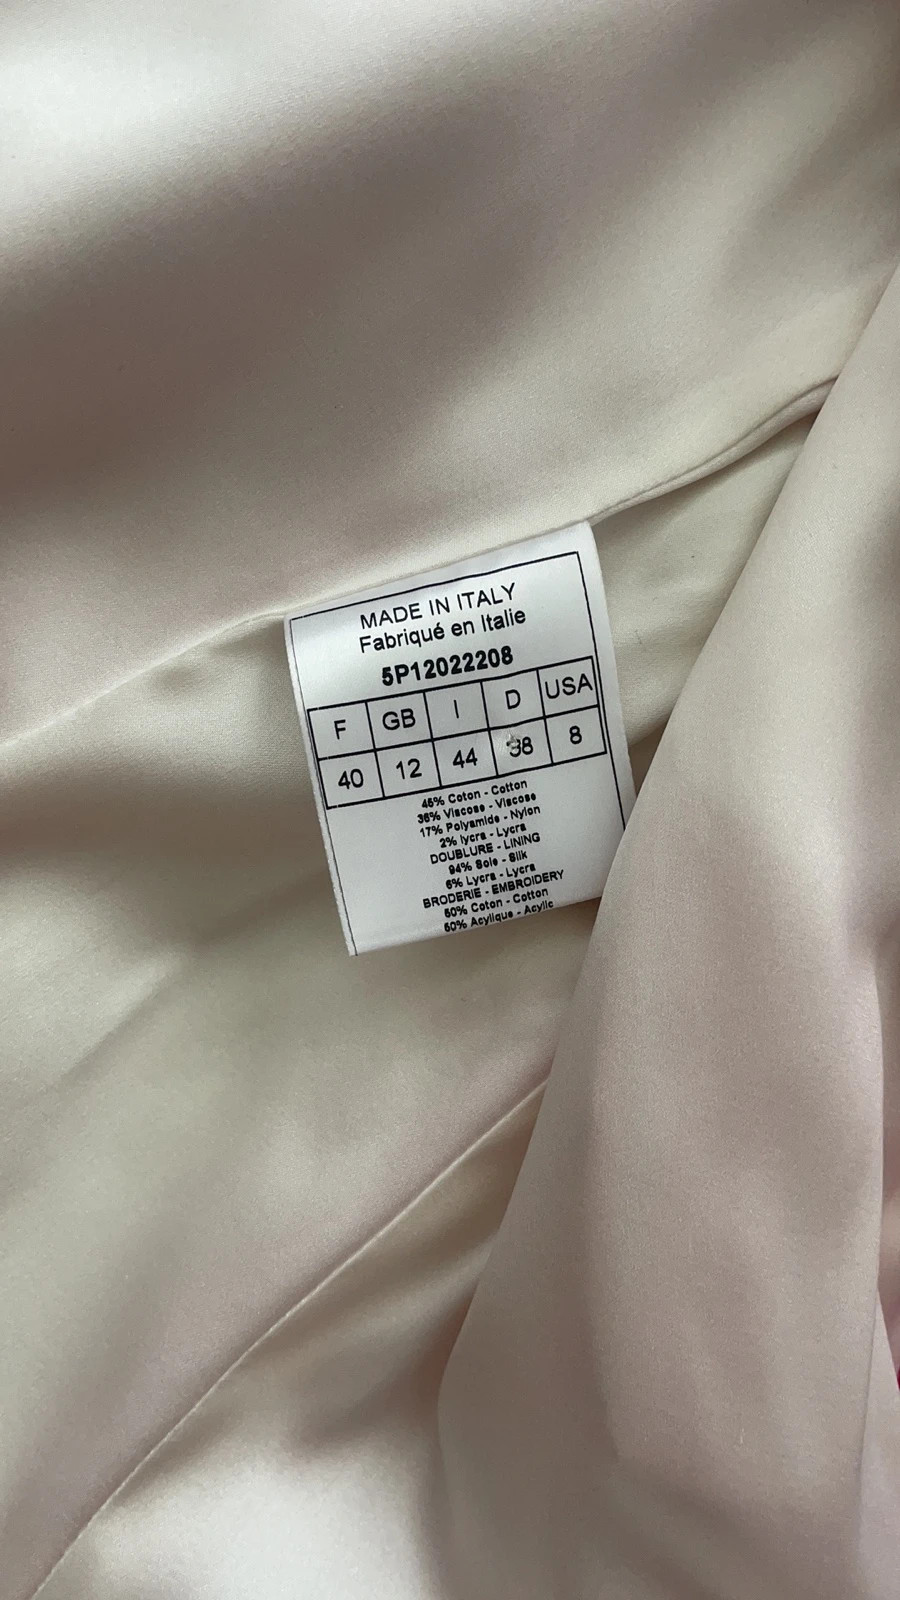 MADE IN ITALY
Fabriqué en Italie
5P12022208
F GB I D USA
40 12 44 38 8
45% Coton - Cotton
36% Viscose - Viscose
17% Polyamide - Nylon
2% lycra - Lycra
DOUBLURE - LINING
94% Soie - Silk
6% Lycra - Lycra
BRODERIE - EMBROIDERY
50% Coton - Cotton
50% Acylique - Acylic